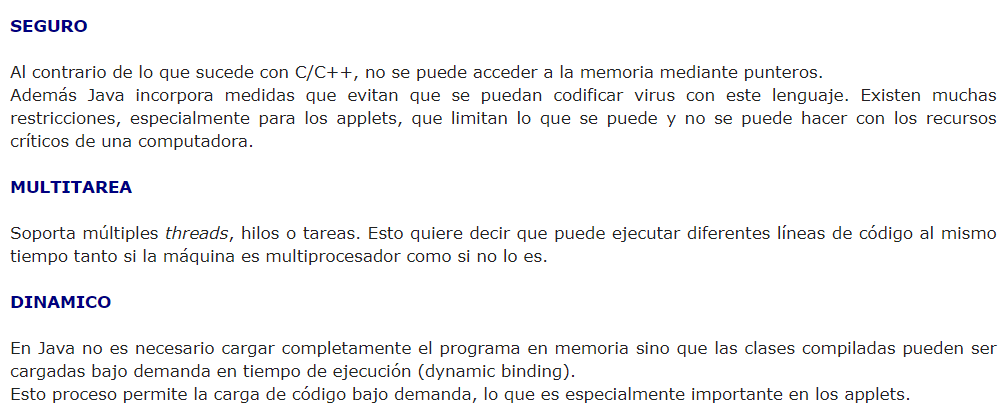 SEGURO
Al contrario de lo que sucede con C/C++, no se puede acceder a la memoria mediante punteros.
Además Java incorpora medidas que evitan que se puedan codificar virus con este lenguaje. Existen muchas
restricciones, especialmente para los applets, que limitan lo que se puede y no se puede hacer con los recursos
críticos de una computadora.
MULTITAREA
Soporta múltiples threads, hilos o tareas. Esto quiere decir que puede ejecutar diferentes líneas de código al mismo
tiempo tanto si la máquina es multiprocesador como si no lo es.
DINAMICO
En Java no es necesario cargar completamente el programa en memoria sino que las clases compiladas pueden ser
cargadas bajo demanda en tiempo de ejecución (dynamic binding).
Esto proceso permite la carga de código bajo demanda, lo que es especialmente importante en los applets.